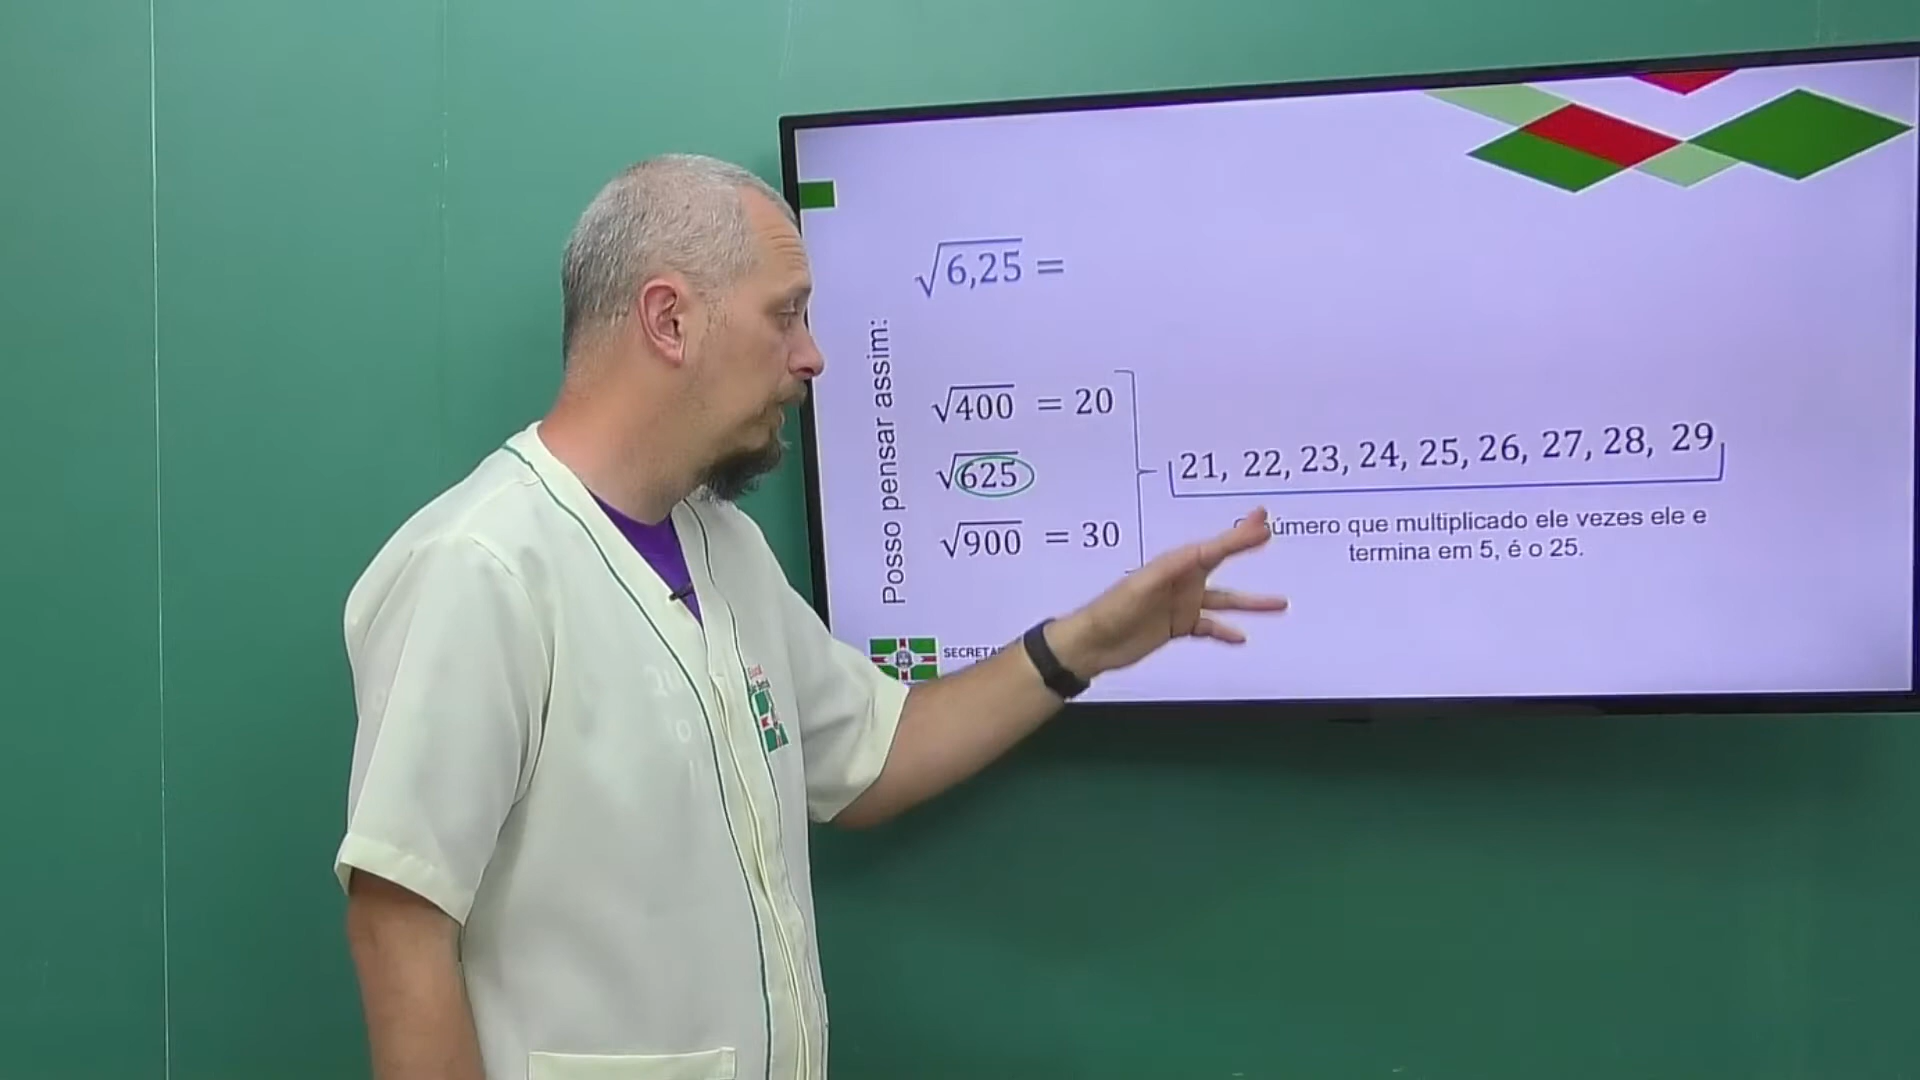 √6,25 =
Posso pensar assim:
√400 = 20
√625
√900 = 30
21, 22, 23, 24, 25, 26, 27, 28, 29
número que multiplicado ele vezes ele e
termina em 5, é o 25.